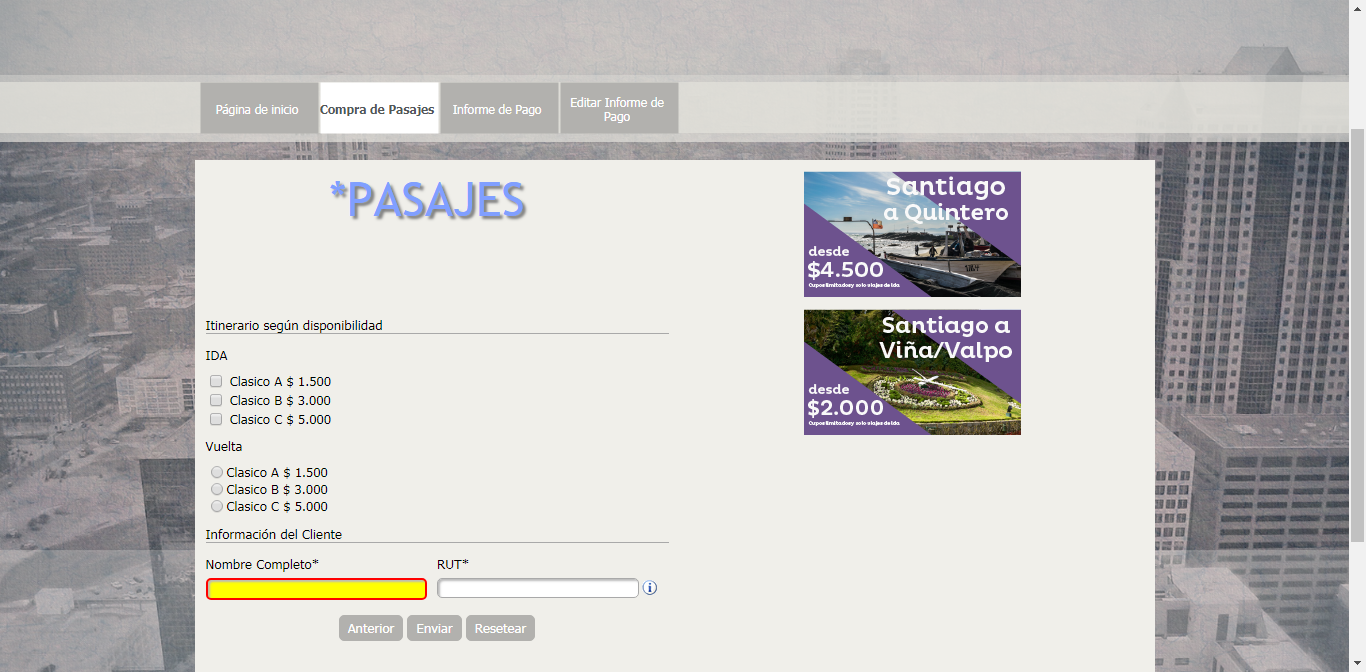 Página de inicio
Compra de Pasajes
Informe de Pago
Editar Informe de
Pago
*PASAJES
Itinerario según disponibilidad
IDA
Clasico A $ 1.500
Clasico B $ 3.000
Clasico C $ 5.000
Vuelta
Clasico A $ 1.500
Clasico B $ 3.000
Clasico C $ 5.000
Información del Cliente
Nombre Completo*
RUT*
Anterior
Enviar
Resetear
Santiago
a Quintero
desde
$4.500
Cupos limitados y solo viajes de ida
Santiago a
Viña/Valpo
desde
$2.000
Cupos limitados y solo viajes de ida